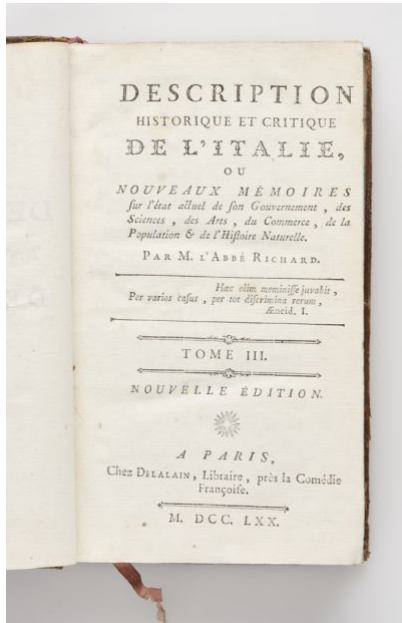 DESCRIPTION
HISTORIQUE ET CRITIQUE
DE L'ITALIE,
OU
NOUVEAUX MÉMOIRES
sur l'état actuel de son Gouvernement , des
Sciences , des Arts , du Commerce , de la
Population & de l'Histoire Naturelle.
PAR M. L'ABBÉ RICHARD.
Hæc olim meminisse juvabit ,
Per varios casus , per tot discrimina rerum ,
Æneid. I.
TOME III.
NOUVELLE ÉDITION.
A PARIS,
Chez DELALAIN , Libraire , près la Comédie
Françoise.
M. DCC. LXX.